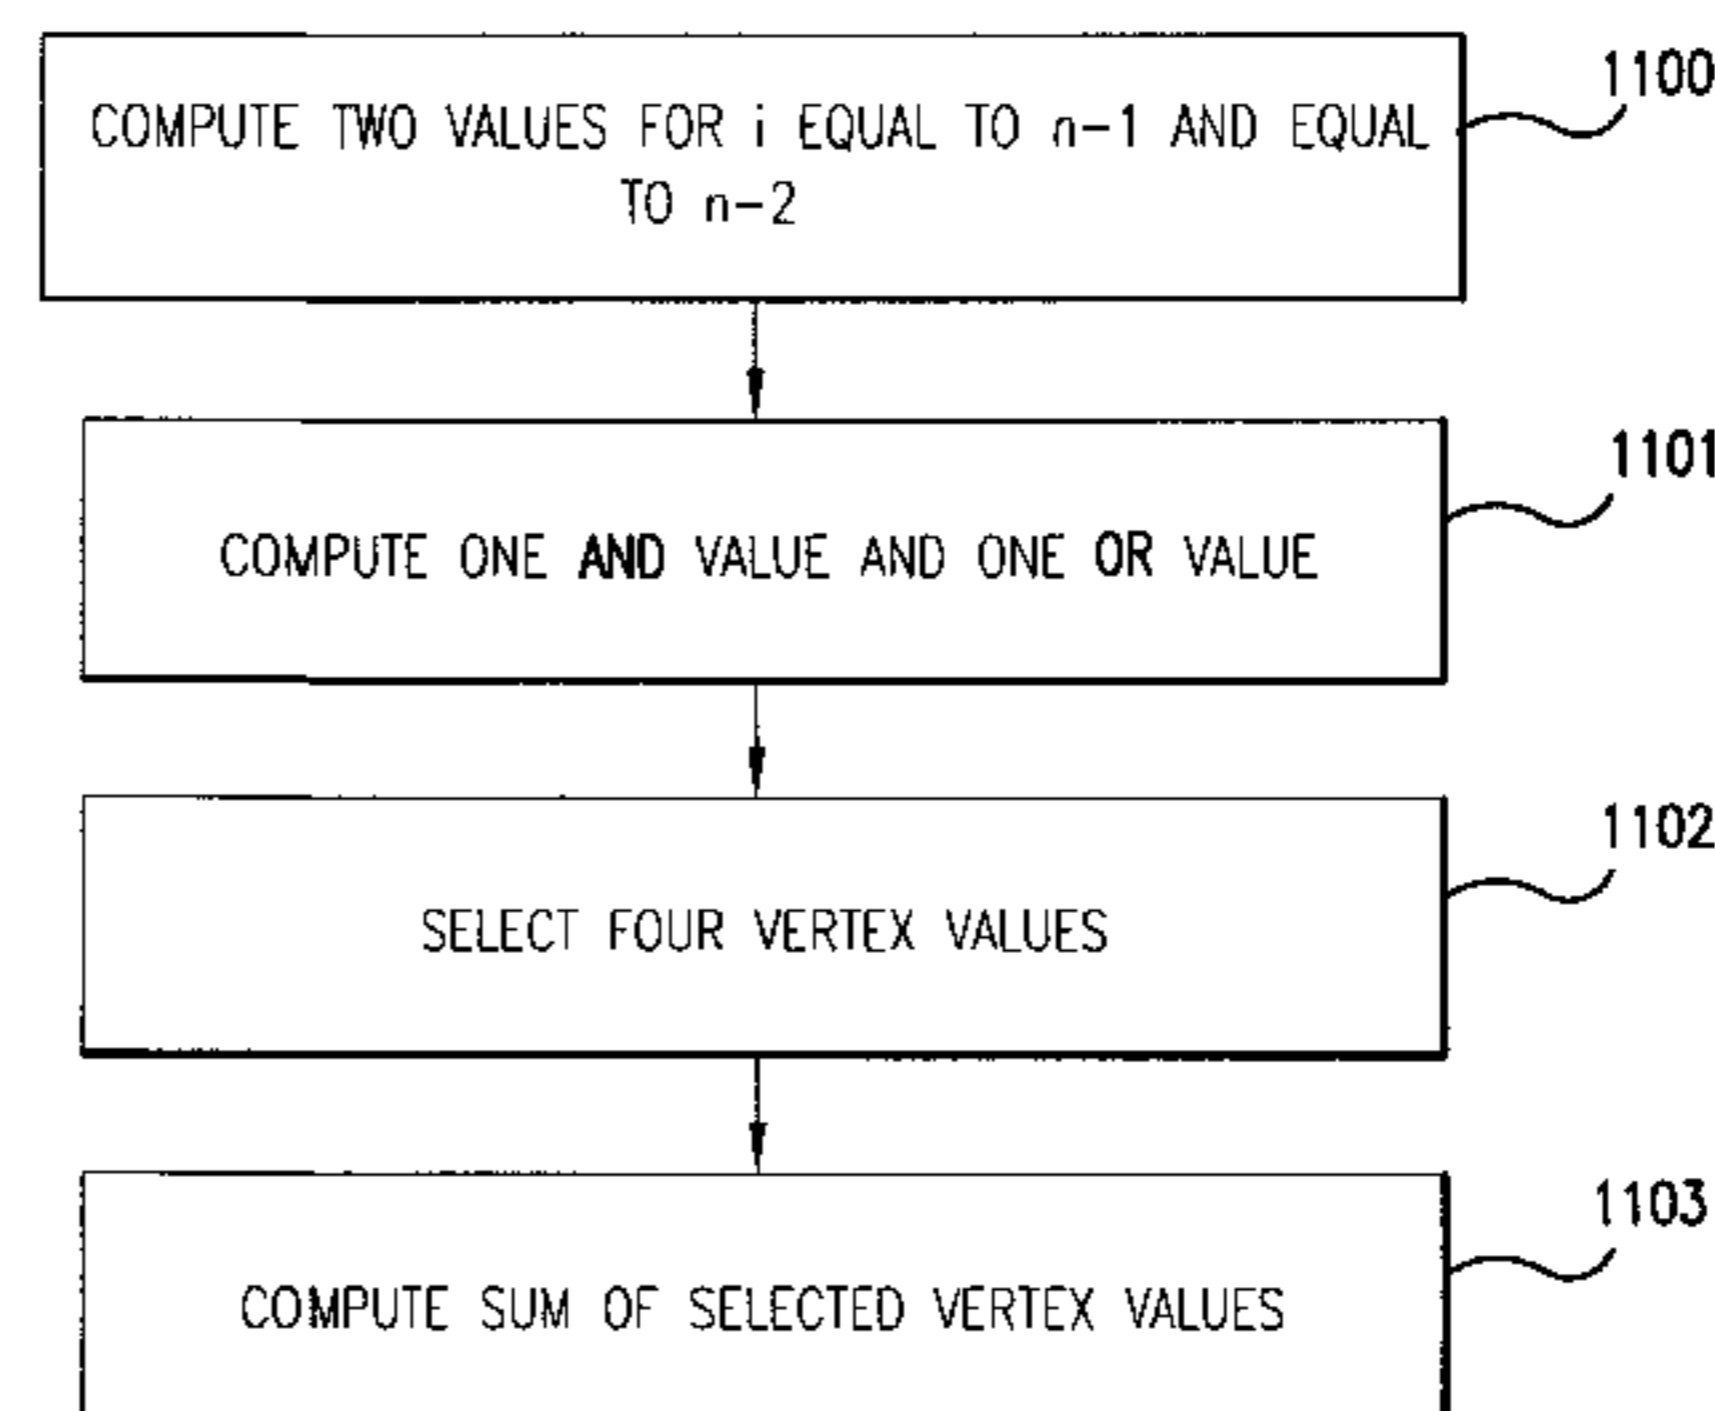 COMPUTE TWO VALUES FOR i EQUAL TO n-1 AND EQUAL
TO n-2
1100
COMPUTE ONE AND VALUE AND ONE OR VALUE
1101
SELECT FOUR VERTEX VALUES
1102
COMPUTE SUM OF SELECTED VERTEX VALUES
1103